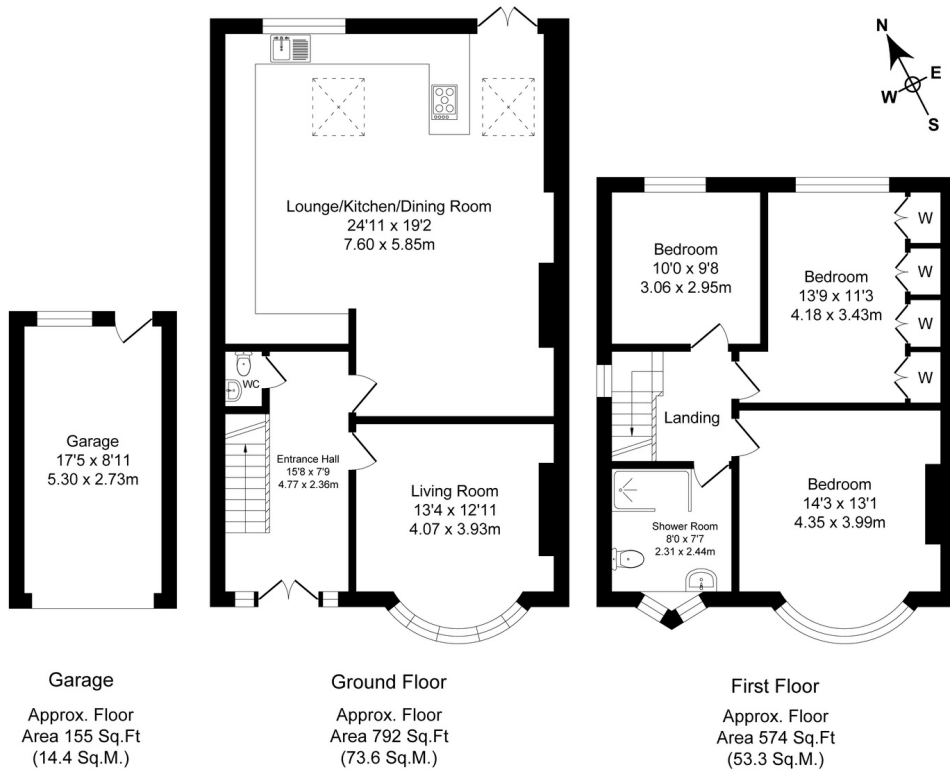 N
E
W
S
Lounge/Kitchen/Dining Room
24'11 x 19'2
7.60 x 5.85m
WC
Entrance Hall
15'8 x 7'9
4.77 x 2.36m
Living Room
13'4 x 12'11
4.07 x 3.93m
Garage
17'5 x 8'11
5.30 x 2.73m
Bedroom
10'0 x 9'8
3.06 x 2.95m
Bedroom
13'9 x 11'3
4.18 x 3.43m
W
W
W
W
Landing
Bedroom
14'3 x 13'1
4.35 x 3.99m
Shower Room
8'0 x 7'7
2.31 x 2.44m
Garage
Approx. Floor
Area 155 Sq.Ft
(14.4 Sq.M.)
Ground Floor
Approx. Floor
Area 792 Sq.Ft
(73.6 Sq.M.)
First Floor
Approx. Floor
Area 574 Sq.Ft
(53.3 Sq.M.)